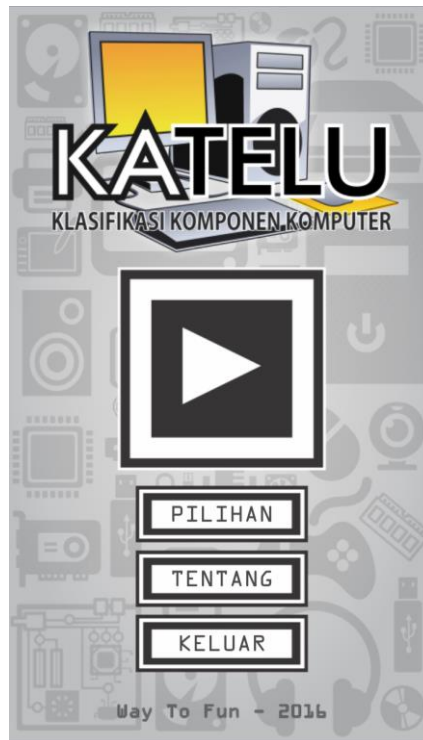 KATELU
KLASIFIKASI KOMPONEN KOMPUTER
PILIHAN
TENTANG
KELUAR
Way To Fun - 2016